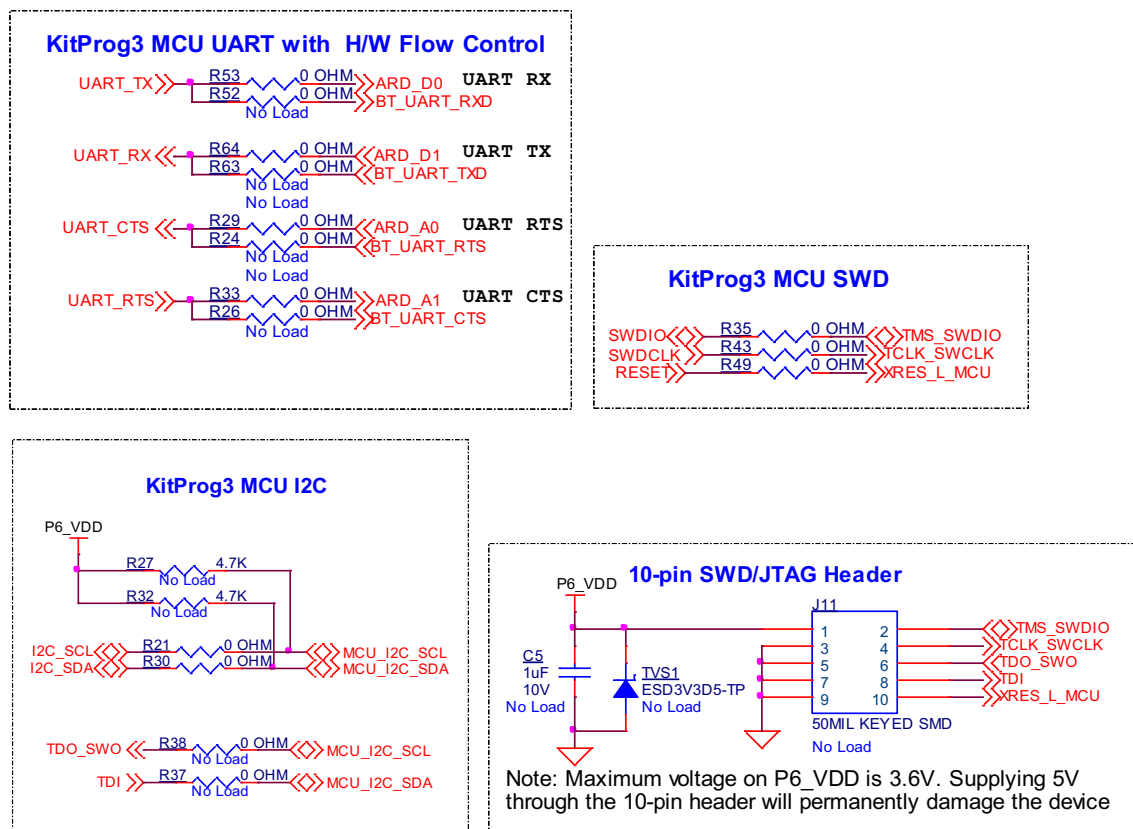 KitProg3 MCU UART with H/W Flow Control
UART_TX R53 0 OHM ARD_D0 UART RX
R52 0 OHM BT_UART_RXD
No Load
UART_RX R64 0 OHM ARD_D1 UART TX
R63 No Load 0 OHM BT_UART_TXD
No Load
UART_CTS R29 0 OHM ARD_A0 UART RTS
R24 No Load 0 OHM BT_UART_RTS
No Load
UART_RTS R33 0 OHM ARD_A1 UART CTS
R26 No Load 0 OHM BT_UART_CTS
No Load
KitProg3 MCU SWD
SWDIO R35 0 OHM TMS_SWDIO
SWDCLK R43 0 OHM TCLK_SWCLK
RESET R49 0 OHM XRES_L_MCU
KitProg3 MCU I2C
P6_VDD
R27 4.7K
No Load
R32 4.7K
No Load
I2C_SCL R21 0 OHM MCU_I2C_SCL
I2C_SDA R30 0 OHM MCU_I2C_SDA
TDO_SWO R38 0 OHM MCU_I2C_SCL
No Load
TDI R37 0 OHM MCU_I2C_SDA
No Load
10-pin SWD/JTAG Header
P6_VDD
J11
1 2 TMS_SWDIO
3 4 TCLK_SWCLK
5 6 TDO_SWO
7 8 TDI
9 10 XRES_L_MCU
50MIL KEYED SMD
No Load
C5
1uF
10V
No Load
TVS1
ESD3V3D5-TP
No Load
Note: Maximum voltage on P6_VDD is 3.6V. Supplying 5V
through the 10-pin header will permanently damage the device